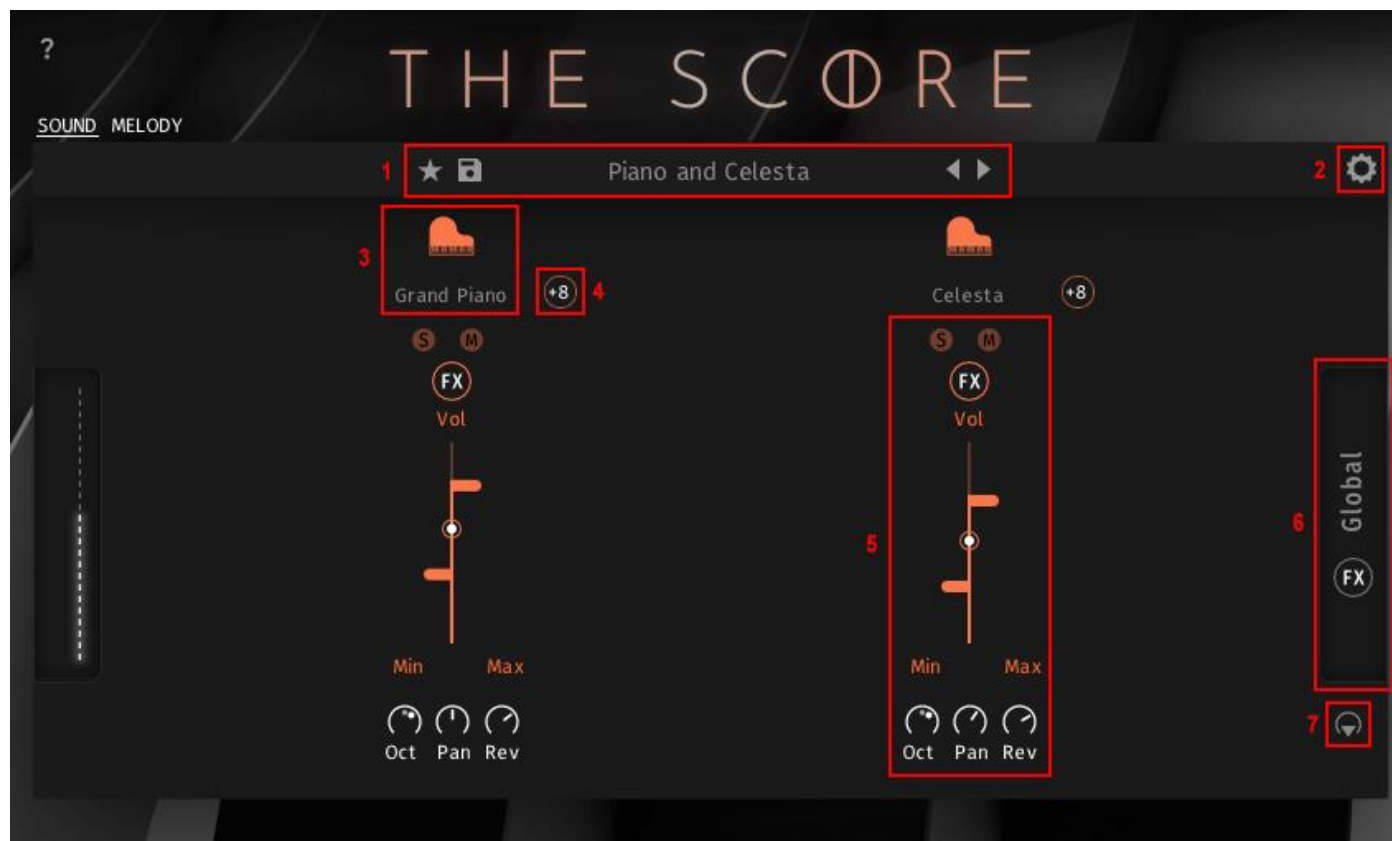 ?
THE SCORE
SOUND MELODY
1 Piano and Celesta 2
3
Grand Piano +8 4 Celesta +8
S M S M
FX FX
Vol Vol
Global
5 6
FX
Min Max Min Max
7
Oct Pan Rev Oct Pan Rev